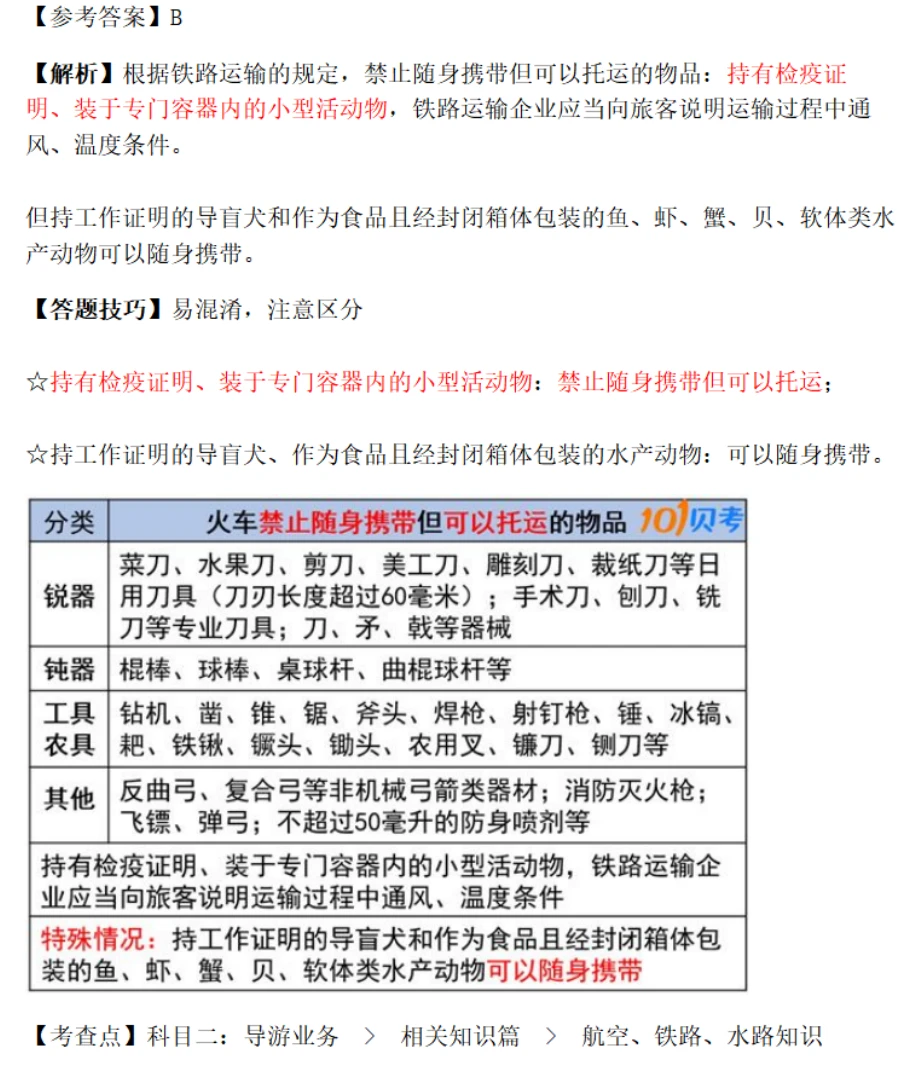 【参考答案】B
【解析】根据铁路运输的规定，禁止随身携带但可以托运的物品：持有检疫证
明、装于专门容器内的小型活动物，铁路运输企业应当向旅客说明运输过程中通
风、温度条件。
但持工作证明的导盲犬和作为食品且经封闭箱体包装的鱼、虾、蟹、贝、软体类水
产动物可以随身携带。
【答题技巧】易混淆，注意区分
☆持有检疫证明、装于专门容器内的小型活动物：禁止随身携带但可以托运；
☆持工作证明的导盲犬、作为食品且经封闭箱体包装的水产动物：可以随身携带。
分类 火车禁止随身携带但可以托运的物品 101贝考
锐器 菜刀、水果刀、剪刀、美工刀、雕刻刀、裁纸刀等日
用刀具（刀刃长度超过60毫米）；手术刀、刨刀、铣
刀等专业刀具；刀、矛、戟等器械
钝器 棍棒、球棒、桌球杆、曲棍球杆等
工具 钻机、凿、锥、锯、斧头、焊枪、射钉枪、锤、冰镐、
农具 耙、铁锹、镢头、锄头、农用叉、镰刀、铡刀等
其他 反曲弓、复合弓等非机械弓箭类器材；消防灭火枪；
飞镖、弹弓；不超过50毫升的防身喷剂等
持有检疫证明、装于专门容器内的小型活动物，铁路运输企
业应当向旅客说明运输过程中通风、温度条件
特殊情况：持工作证明的导盲犬和作为食品且经封闭箱体包
装的鱼、虾、蟹、贝、软体类水产动物可以随身携带
【考查点】科目二：导游业务 > 相关知识篇 > 航空、铁路、水路知识